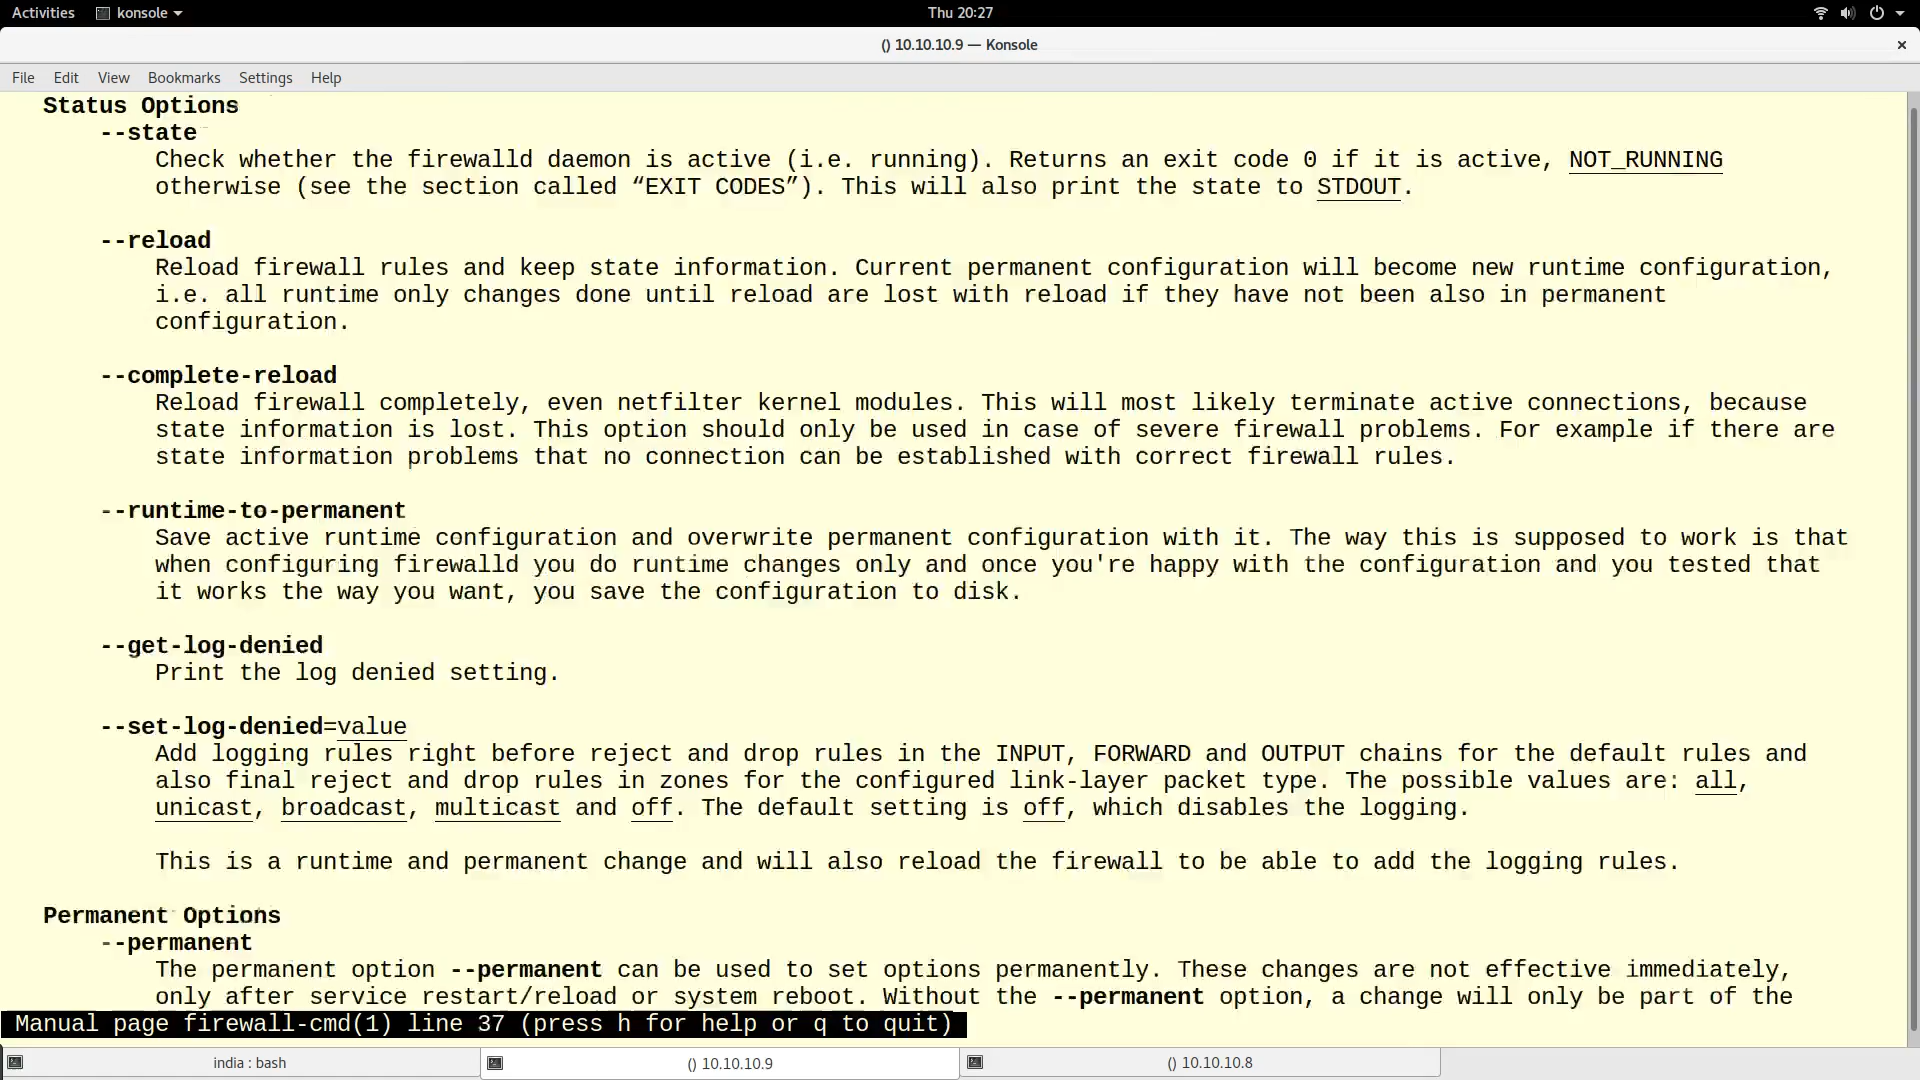 Activities konsole Thu 20:27
() 10.10.10.9 — Konsole
File Edit View Bookmarks Settings Help
Status Options
--state
Check whether the firewalld daemon is active (i.e. running). Returns an exit code 0 if it is active, NOT_RUNNING
otherwise (see the section called “EXIT CODES”). This will also print the state to STDOUT.
--reload
Reload firewall rules and keep state information. Current permanent configuration will become new runtime configuration,
i.e. all runtime only changes done until reload are lost with reload if they have not been also in permanent
configuration.
--complete-reload
Reload firewall completely, even netfilter kernel modules. This will most likely terminate active connections, because
state information is lost. This option should only be used in case of severe firewall problems. For example if there are
state information problems that no connection can be established with correct firewall rules.
--runtime-to-permanent
Save active runtime configuration and overwrite permanent configuration with it. The way this is supposed to work is that
when configuring firewalld you do runtime changes only and once you're happy with the configuration and you tested that
it works the way you want, you save the configuration to disk.
--get-log-denied
Print the log denied setting.
--set-log-denied=value
Add logging rules right before reject and drop rules in the INPUT, FORWARD and OUTPUT chains for the default rules and
also final reject and drop rules in zones for the configured link-layer packet type. The possible values are: all,
unicast, broadcast, multicast and off. The default setting is off, which disables the logging.
This is a runtime and permanent change and will also reload the firewall to be able to add the logging rules.
Permanent Options
--permanent
The permanent option --permanent can be used to set options permanently. These changes are not effective immediately,
only after service restart/reload or system reboot. Without the --permanent option, a change will only be part of the
Manual page firewall-cmd(1) line 37 (press h for help or q to quit)
india : bash () 10.10.10.9 () 10.10.10.8